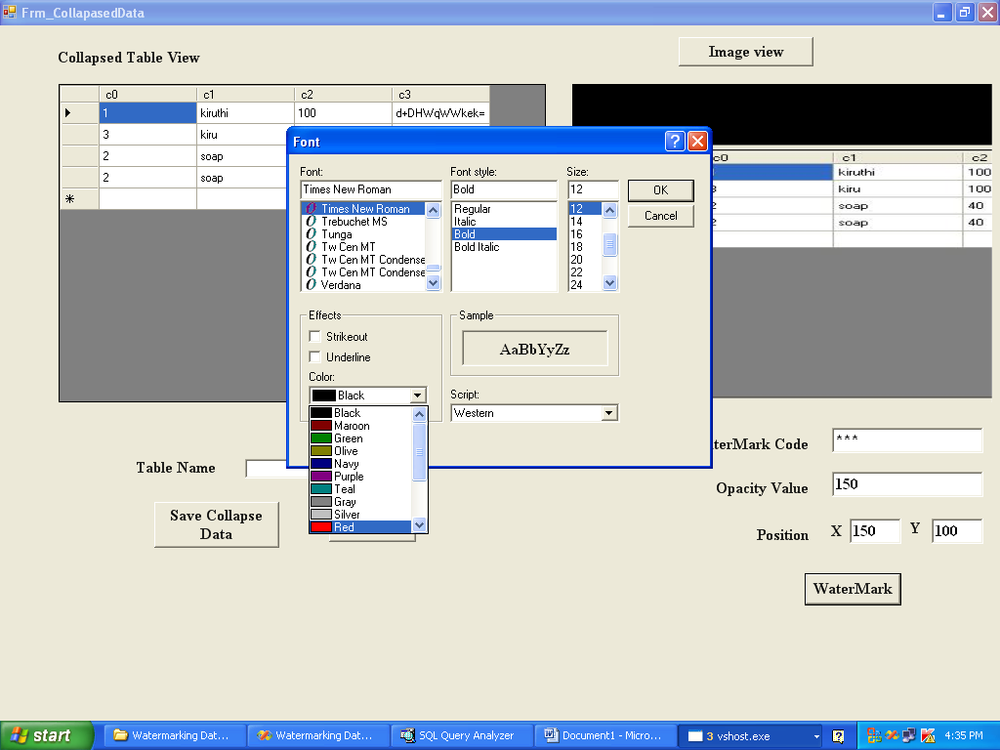 Frm_CollapasedData
Collapsed Table View
Image view
c0 c1 c2 c3
1 kiruthi 100 d+DHWqWWkek=
3 kiru
2 soap
2 soap
*
c0 c1 c2
kiruthi 100
kiru 100
soap 40
soap 40
Font
Font: Font style: Size:
Times New Roman Bold 12 OK
Times New Roman Regular 12 Cancel
Trebuchet MS Italic 14
Tunga Bold 16
Tw Cen MT Bold Italic 18
Tw Cen MT Condense 20
Tw Cen MT Condense 22
Verdana 24
Effects Sample
Strikeout
AaBbYyZz
Underline
Color:
Black
Script:
Western
Black
Maroon
Green
Olive
Navy
Purple
Teal
Gray
Silver
Red
Table Name
Save Collapse
Data
terMark Code ***
Opacity Value 150
Position X 150 Y 100
WaterMark
start
Watermarking Dat...
Watermarking Dat...
SQL Query Analyzer
Document1 - Micro...
3 vshost.exe
4:35 PM